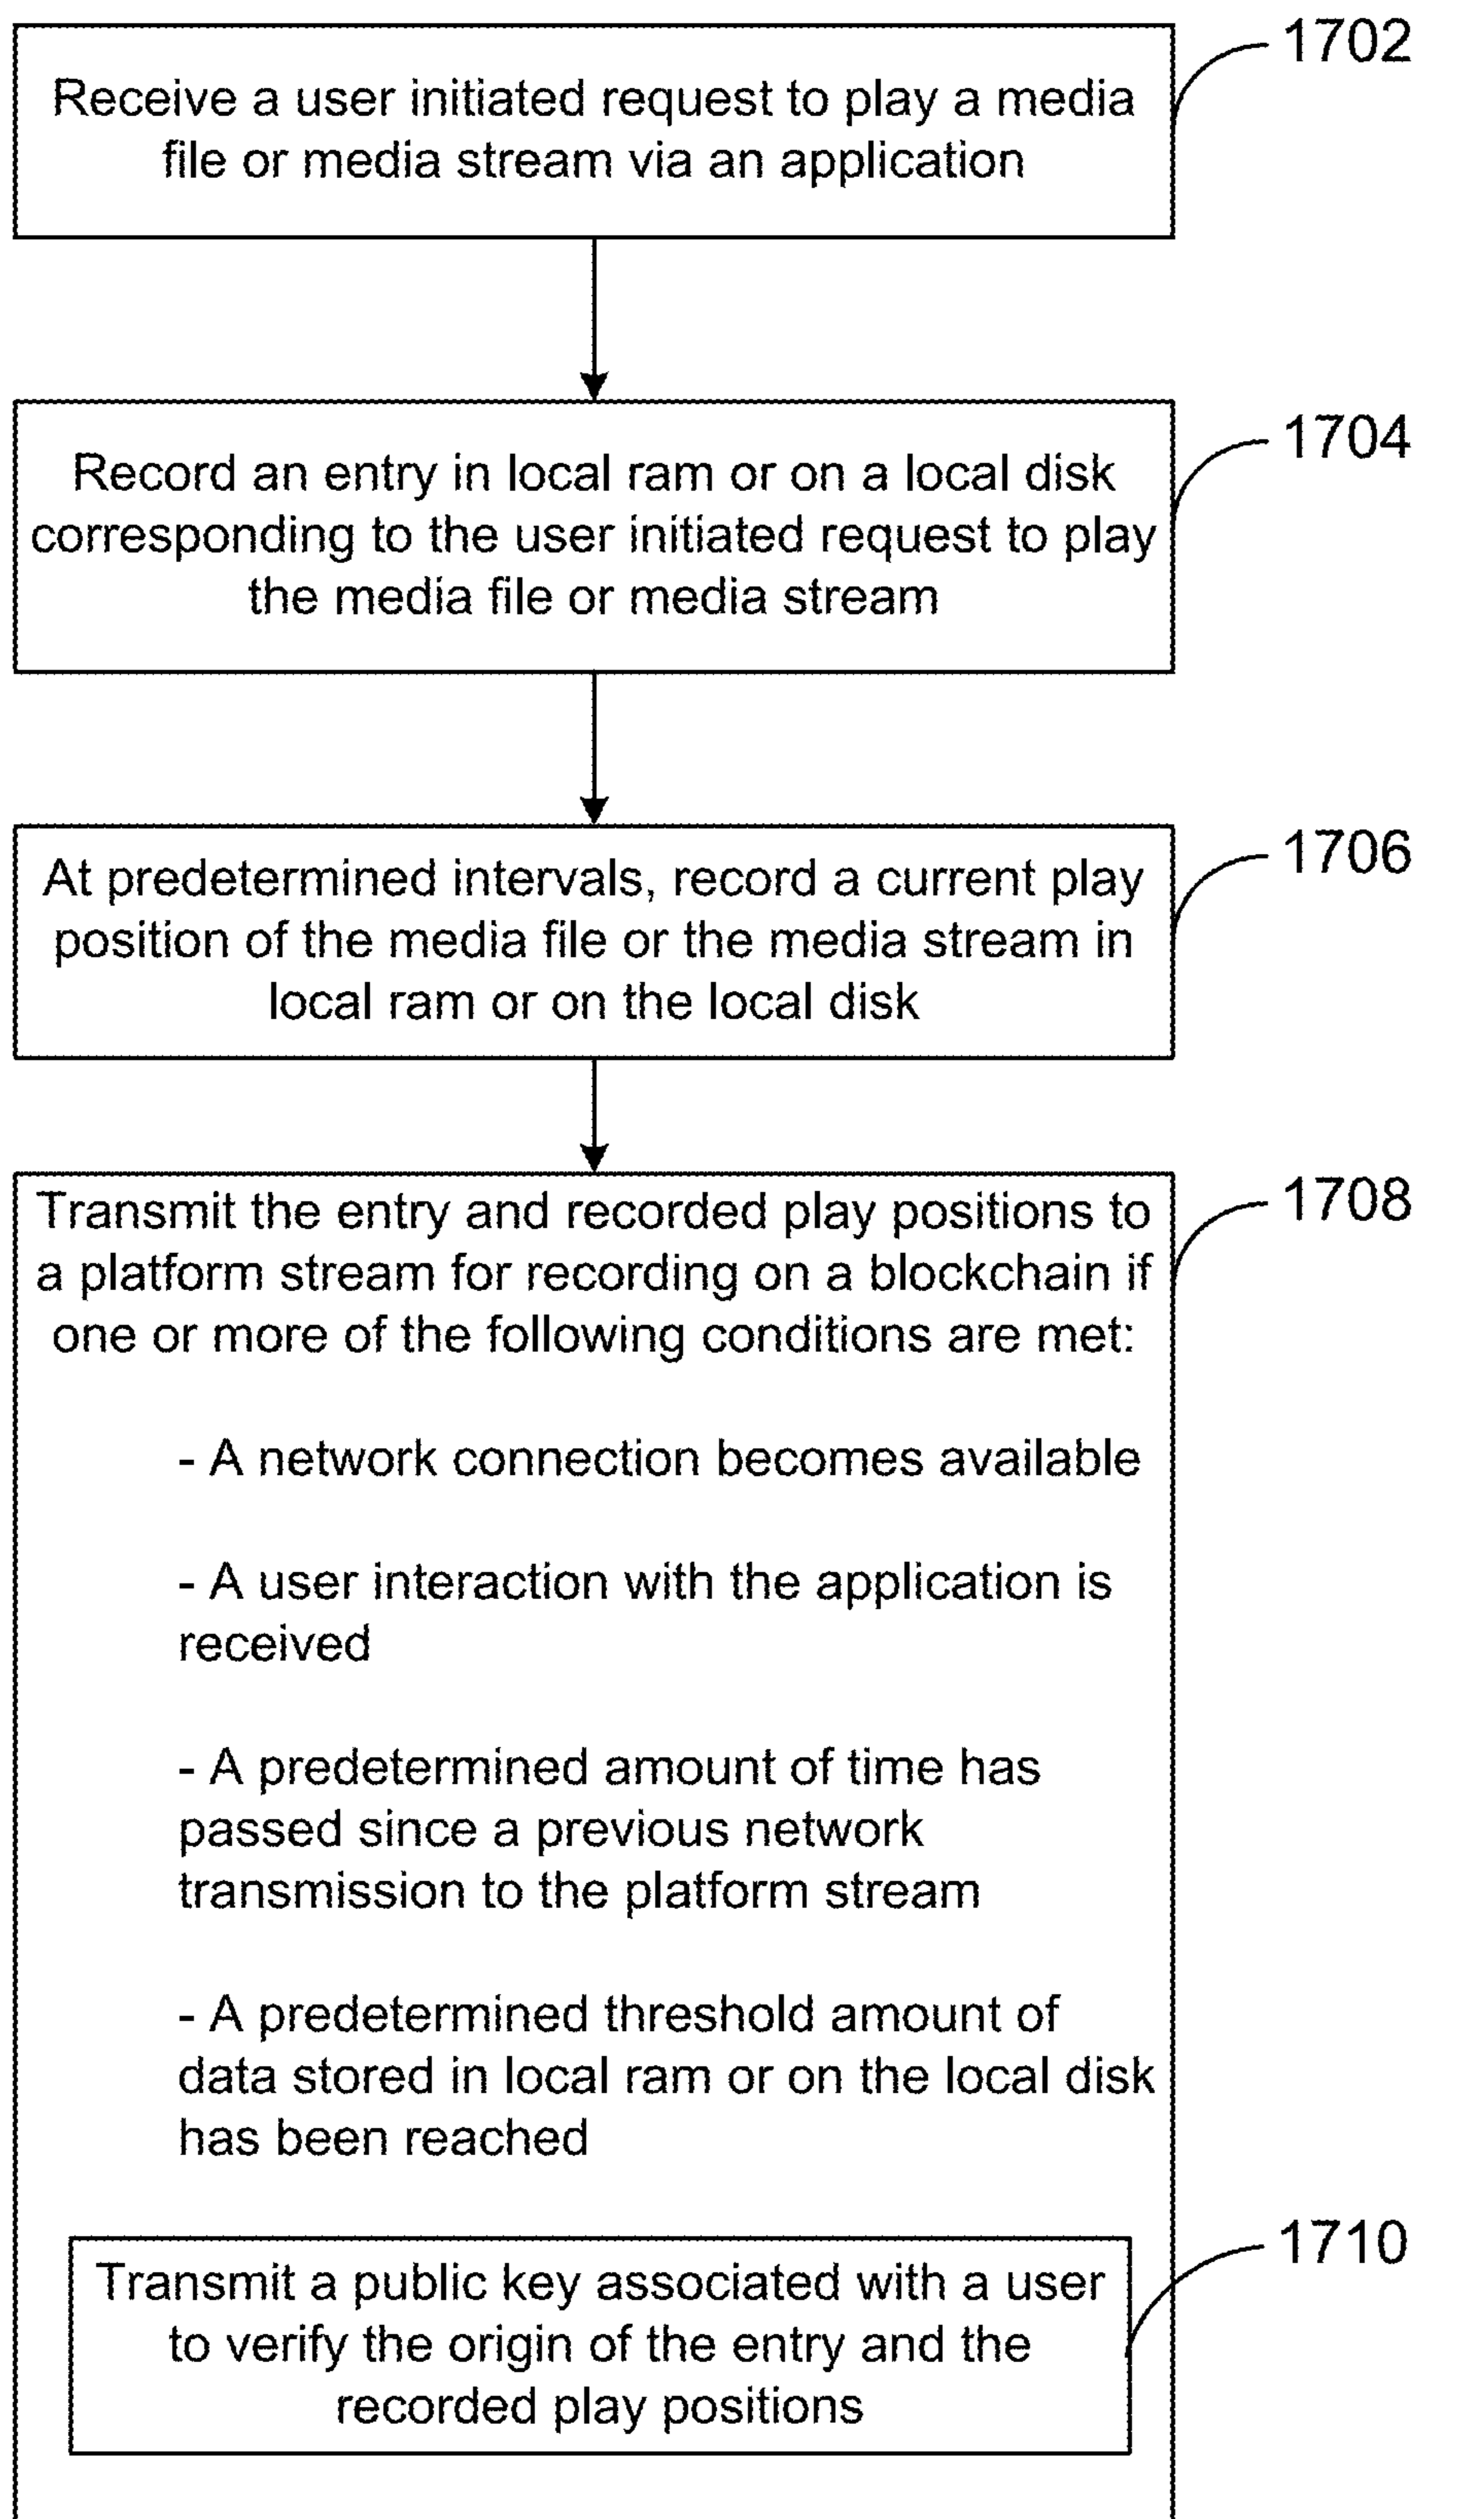 1702
Receive a user initiated request to play a media
file or media stream via an application
1704
Record an entry in local ram or on a local disk
corresponding to the user initiated request to play
the media file or media stream
1706
At predetermined intervals, record a current play
position of the media file or the media stream in
local ram or on the local disk
1708
Transmit the entry and recorded play positions to
a platform stream for recording on a blockchain if
one or more of the following conditions are met:
- A network connection becomes available
- A user interaction with the application is
received
- A predetermined amount of time has
passed since a previous network
transmission to the platform stream
- A predetermined threshold amount of
data stored in local ram or on the local disk
has been reached
1710
Transmit a public key associated with a user
to verify the origin of the entry and the
recorded play positions